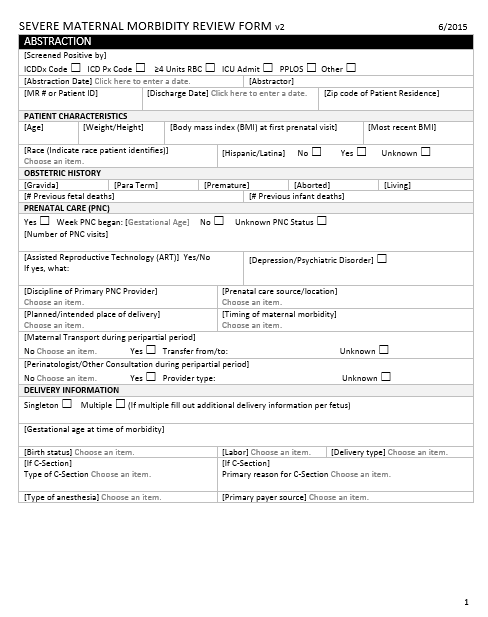 SEVERE MATERNAL MORBIDITY REVIEW FORM v2 6/2015
ABSTRACTION
[Screened Positive by]
ICDDx Code ☐ ICD Px Code ☐ ≥4 Units RBC ☐ ICU Admit ☐ PPLOS ☐ Other ☐
[Abstraction Date] Click here to enter a date. [Abstractor]
[MR # or Patient ID] [Discharge Date] Click here to enter a date. [Zip code of Patient Residence]
PATIENT CHARACTERISTICS
[Age] [Weight/Height] [Body mass index (BMI) at first prenatal visit] [Most recent BMI]
[Race (Indicate race patient identifies)] [Hispanic/Latina] No ☐ Yes ☐ Unknown ☐
Choose an item.
OBSTETRIC HISTORY
[Gravida] [Para Term] [Premature] [Aborted] [Living]
[# Previous fetal deaths] [# Previous infant deaths]
PRENATAL CARE (PNC)
Yes ☐ Week PNC began: [Gestational Age] No ☐ Unknown PNC Status ☐
[Number of PNC visits]
[Assisted Reproductive Technology (ART)] Yes/No [Depression/Psychiatric Disorder] ☐
If yes, what:
[Discipline of Primary PNC Provider] [Prenatal care source/location]
Choose an item. Choose an item.
[Planned/intended place of delivery] [Timing of maternal morbidity]
Choose an item. Choose an item.
[Maternal Transport during peripartial period]
No Choose an item. Yes ☐ Transfer from/to: Unknown ☐
[Perinatologist/Other Consultation during peripartial period]
No Choose an item. Yes ☐ Provider type: Unknown ☐
DELIVERY INFORMATION
Singleton ☐ Multiple ☐ (If multiple fill out additional delivery information per fetus)
[Gestational age at time of morbidity]
[Birth status] Choose an item. [Labor] Choose an item. [Delivery type] Choose an item.
[If C-Section] [If C-Section]
Type of C-Section Choose an item. Primary reason for C-Section Choose an item.
[Type of anesthesia] Choose an item. [Primary payer source] Choose an item.
1